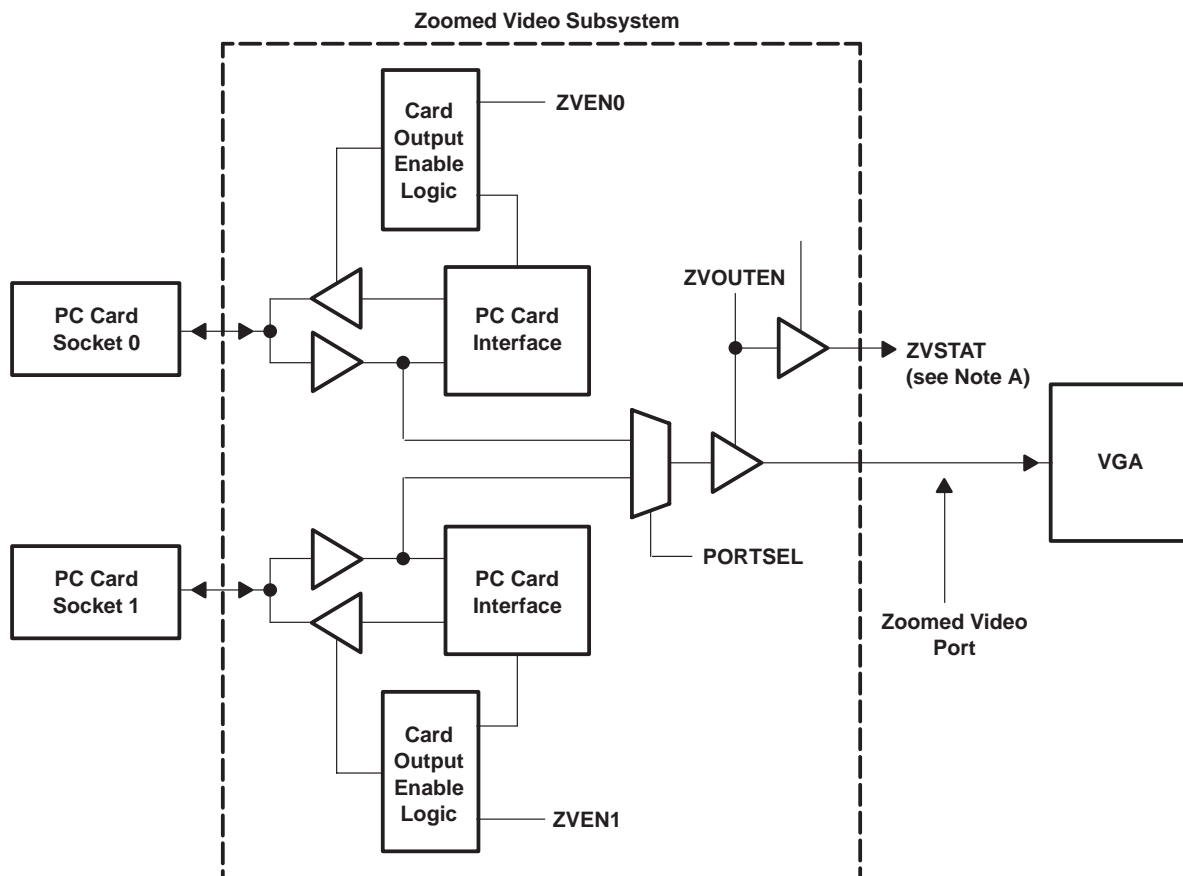 Zoomed Video Subsystem
Card
Output
Enable
Logic
ZVEN0
PC Card
Socket 0
PC Card
Interface
ZVOUTEN
ZVSTAT
(see Note A)
VGA
PORTSEL
PC Card
Socket 1
PC Card
Interface
Zoomed Video
Port
Card
Output
Enable
Logic
ZVEN1